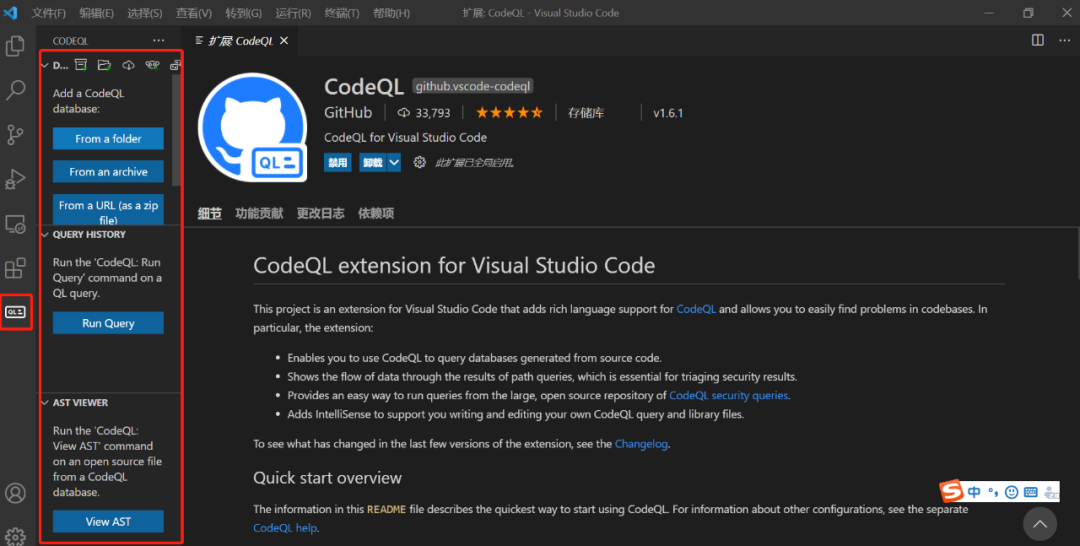 文件(F) 编辑(E) 选择(S) 查看(V) 转到(G) 运行(R) 终端(T) 帮助(H) 扩展: CodeQL - Visual Studio Code
CODEQL
扩展: CodeQL
D...
Add a CodeQL
database:
From a folder
From an archive
From a URL (as a zip
file)
QUERY HISTORY
Run the 'CodeQL: Run
Query' command on a
QL query.
Run Query
AST VIEWER
Run the 'CodeQL:
View AST' command
on an open source file
from a CodeQL
database.
View AST
QL
CodeQL github.vscode-codeql
GitHub 33,793 存储库 v1.6.1
CodeQL for Visual Studio Code
禁用 卸载 此扩展已全局启用。
QL
细节 功能贡献 更改日志 依赖项
CodeQL extension for Visual Studio Code
This project is an extension for Visual Studio Code that adds rich language support for CodeQL and allows you to easily find problems in codebases. In
particular, the extension:
• Enables you to use CodeQL to query databases generated from source code.
• Shows the flow of data through the results of path queries, which is essential for triaging security results.
• Provides an easy way to run queries from the large, open source repository of CodeQL security queries.
• Adds IntelliSense to support you writing and editing your own CodeQL query and library files.
To see what has changed in the last few versions of the extension, see the Changelog.
Quick start overview
The information in this README file describes the quickest way to start using CodeQL. For information about other configurations, see the separate
CodeQL help.
S 中